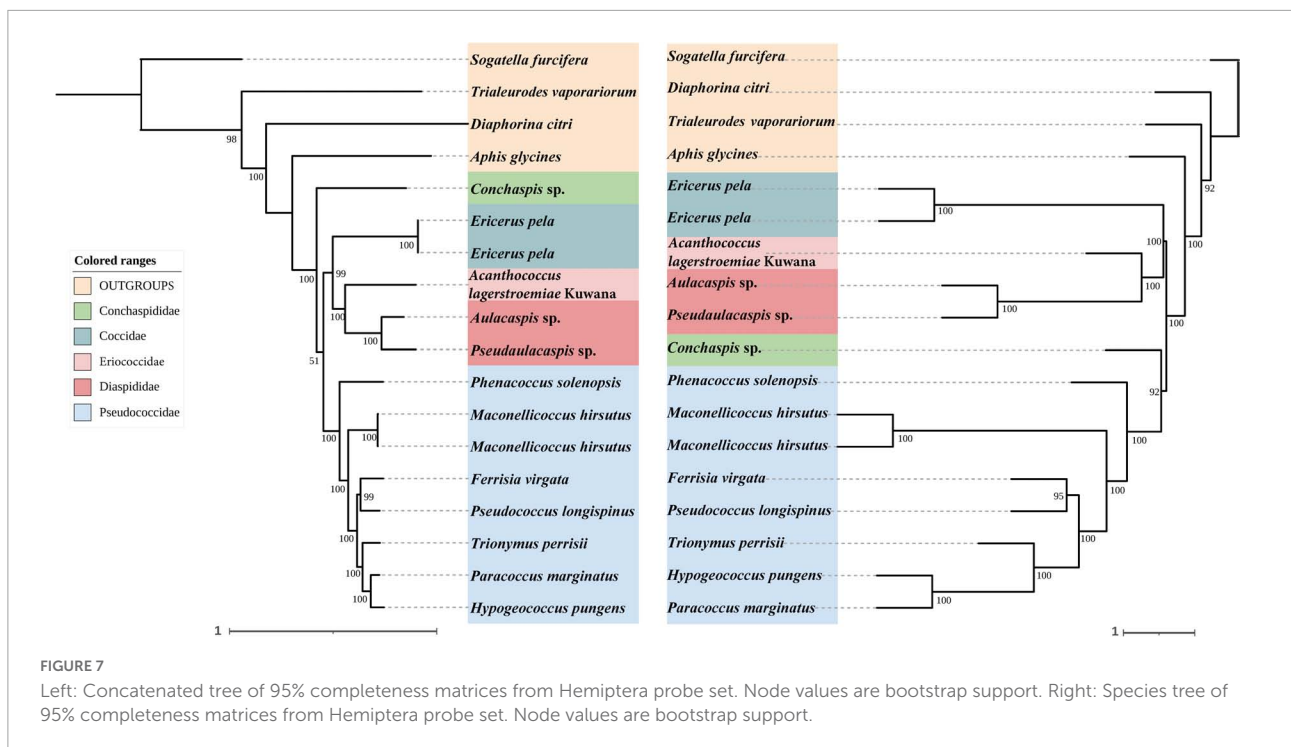 Sogatella furcifera
Trialeurodes vaporariorum
98
Diaphorina citri
100
Aphis glycines
Conchaspis sp.
100
Ericerus pela
100
Ericerus pela
99
Acanthococcus
lagerstroemiae Kuwana
100
Aulacaspis sp.
100
Pseudaulacaspis sp.
51
Phenacoccus solenopsis
Maconellicoccus hirsutus
100
Maconellicoccus hirsutus
100
Ferrisia virgata
99
Pseudococcus longispinus
100
Trionymus perrisii
100
Paracoccus marginatus
100
Hypogeococcus pungens
1
Colored ranges
OUTGROUPS
Conchaspididae
Coccidae
Eriococcidae
Diaspididae
Pseudococcidae
Sogatella furcifera
Diaphorina citri
Trialeurodes vaporariorum
Aphis glycines
92
Ericerus pela
100
Ericerus pela
100
100
Acanthococcus
lagerstroemiae Kuwana
100
Aulacaspis sp.
100
Pseudaulacaspis sp.
100
Conchaspis sp.
92
Phenacoccus solenopsis
Maconellicoccus hirsutus
100
100
Maconellicoccus hirsutus
Ferrisia virgata
100
95
Pseudococcus longispinus
Trionymus perrisii
100
100
Hypogeococcus pungens
100
Paracoccus marginatus
1
FIGURE 7
Left: Concatenated tree of 95% completeness matrices from Hemiptera probe set. Node values are bootstrap support. Right: Species tree of
95% completeness matrices from Hemiptera probe set. Node values are bootstrap support.